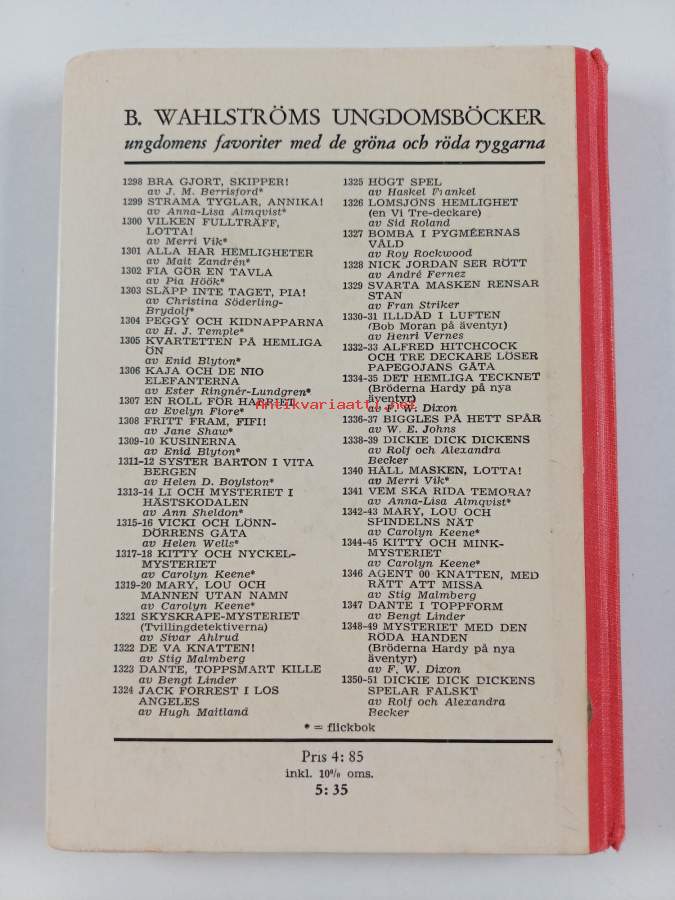 B. WAHLSTRÖMS UNGDOMSBÖCKER
ungdomens favoriter med de gröna och röda ryggarna
1298 BRA GJORT, SKIPPER!
av J. M. Berrisford*
1299 STRAMA TYGLAR, ANNIKA!
av Anna-Lisa Almqvist*
1300 VILKEN FULLTRÄFF,
LOTTA!
av Merri Vik*
1301 ALLA HAR HEMLIGHETER
av Mait Zandrén*
1302 FIA GÖR EN TAVLA
av Pia Höök*
1303 SLÄPP INTE TAGET, PIA!
av Christina Söderling-
Brydolf*
1304 PEGGY OCH KIDNAPPARNA
av H. J. Temple*
1305 KVARTETTEN PÅ HEMLIGA
ÖN
av Enid Blyton*
1306 KAJA OCH DE NIO
ELEFANTERNA
av Ester Ringnér-Lundgren*
1307 EN ROLL FÖR HARRIET
av Evelyn Fiore*
1308 FRITT FRAM, FIFI!
av Jane Shaw*
1309-10 KUSINERNA
av Enid Blyton*
1311-12 SYSTER BARTON I VITA
BERGEN
av Helen D. Boylston*
1313-14 LI OCH MYSTERIET I
HÄSTSKODALEN
av Ann Sheldon*
1315-16 VICKI OCH LÖNN-
DÖRRENS GÅTA
av Helen Wells*
1317-18 KITTY OCH NYCKEL-
MYSTERIET
av Carolyn Keene*
1319-20 MARY, LOU OCH
MANNEN UTAN NAMN
av Carolyn Keene*
1321 SKYSKRAPE-MYSTERIET
(Tvillingdetektiverna)
av Sivar Ahlrud
1322 DE VA KNATTEN!
av Stig Malmberg
1323 DANTE, TOPPSMART KILLE
av Bengt Linder
1324 JACK FORREST I LOS
ANGELES
av Hugh Maitland
1325 HÖGT SPEL
av Haskel Frankel
1326 LOMSJÖNS HEMLIGHET
(en Vi Tre-deckare)
av Sid Roland
1327 BOMBA I PYGMÉERNAS
VÅLD
av Roy Rockwood
1328 NICK JORDAN SER RÖTT
av André Fernez
1329 SVARTA MASKEN RENSAR
STAN
av Fran Striker
1330-31 ILLDÅD I LUFTEN
(Bob Moran på äventyr)
av Henri Vernes
1332-33 ALFRED HITCHCOCK
OCH TRE DECKARE LÖSER
PAPEGOJANS GÅTA
1334-35 DET HEMLIGA TECKNET
(Bröderna Hardy på nya
äventyr)
av F. W. Dixon
1336-37 BIGGLES PÅ HETT SPÅR
av W. E. Johns
1338-39 DICKIE DICK DICKENS
av Rolf och Alexandra
Becker
1340 HÅLL MASKEN, LOTTA!
av Merri Vik*
1341 VEM SKA RIDA TEMORA?
av Anna-Lisa Almqvist*
1342-43 MARY, LOU OCH
SPINDELNS NÄT
av Carolyn Keene*
1344-45 KITTY OCH MINK-
MYSTERIET
av Carolyn Keene*
1346 AGENT 00 KNATTEN, MED
RÄTT ATT MISSA
av Stig Malmberg
1347 DANTE I TOPPFORM
av Bengt Linder
1348-49 MYSTERIET MED DEN
RÖDA HANDEN
(Bröderna Hardy på nya
äventyr)
av F. W. Dixon
1350-51 DICKIE DICK DICKENS
SPELAR FALSKT
av Rolf och Alexandra
Becker
* = flickbok
Pris 4: 85
inkl. 10% oms.
5: 35
Antikvariaatti.net